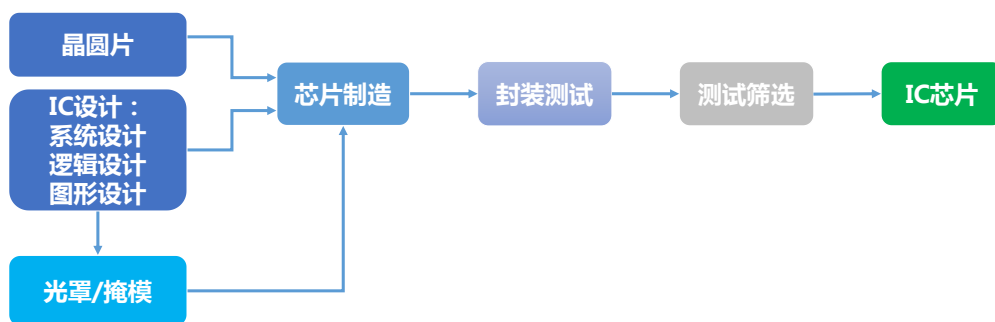 晶圆片
IC设计：
系统设计
逻辑设计
图形设计
光罩/掩模
芯片制造
封装测试
测试筛选
IC芯片